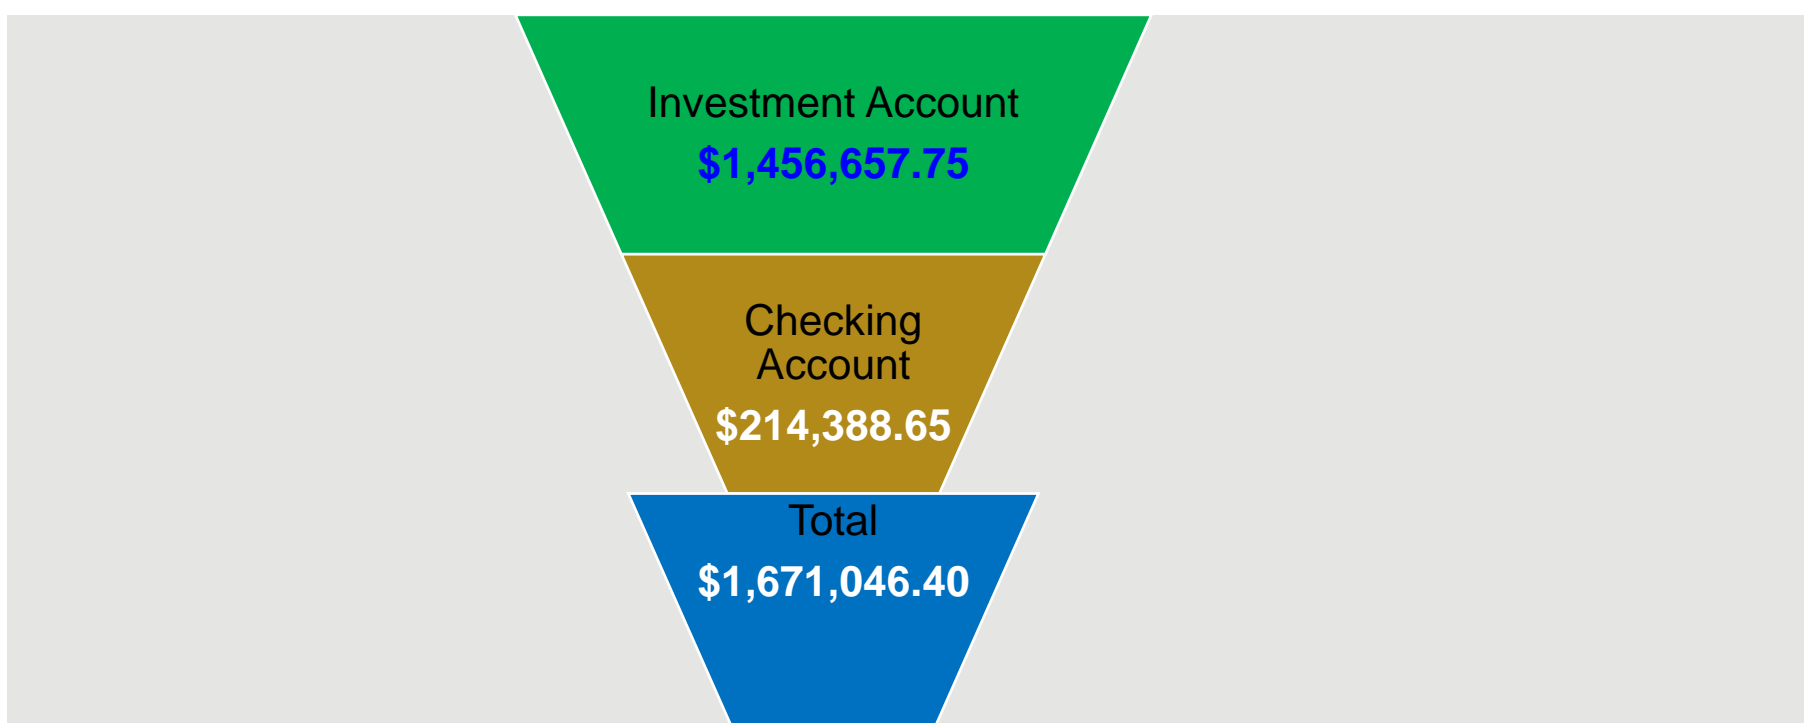 Investment Account
$1,456,657.75
Checking
Account
$214,388.65
Total
$1,671,046.40